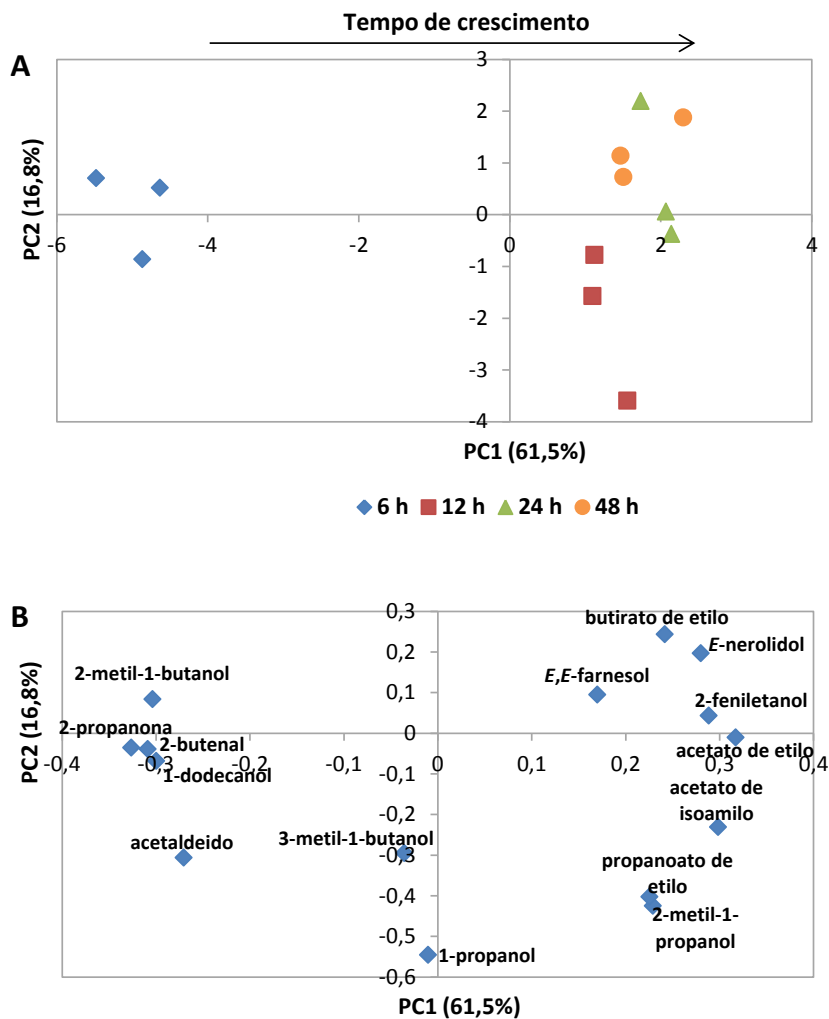 Tempo de crescimento
A
3
2
1
0
-1
-2
-3
-4
-6
-4
-2
0
2
4
PC2 (16,8%)
PC1 (61,5%)
6 h
12 h
24 h
48 h
B
0,3
0,2
0,1
0
-0,1
-0,2
-0,3
-0,4
-0,5
-0,6
-0,4
-0,3
-0,2
-0,1
0
0,1
0,2
0,3
0,4
PC2 (16,8%)
butirato de etilo
E-nerolidol
2-metil-1-butanol
E,E-farnesol
2-feniletanol
2-propanona
2-butenal
1-dodecanol
acetato de etilo
acetato de
isoamilo
acetaldeido
3-metil-1-butanol
propanoato de
etilo
2-metil-1-
propanol
1-propanol
PC1 (61,5%)